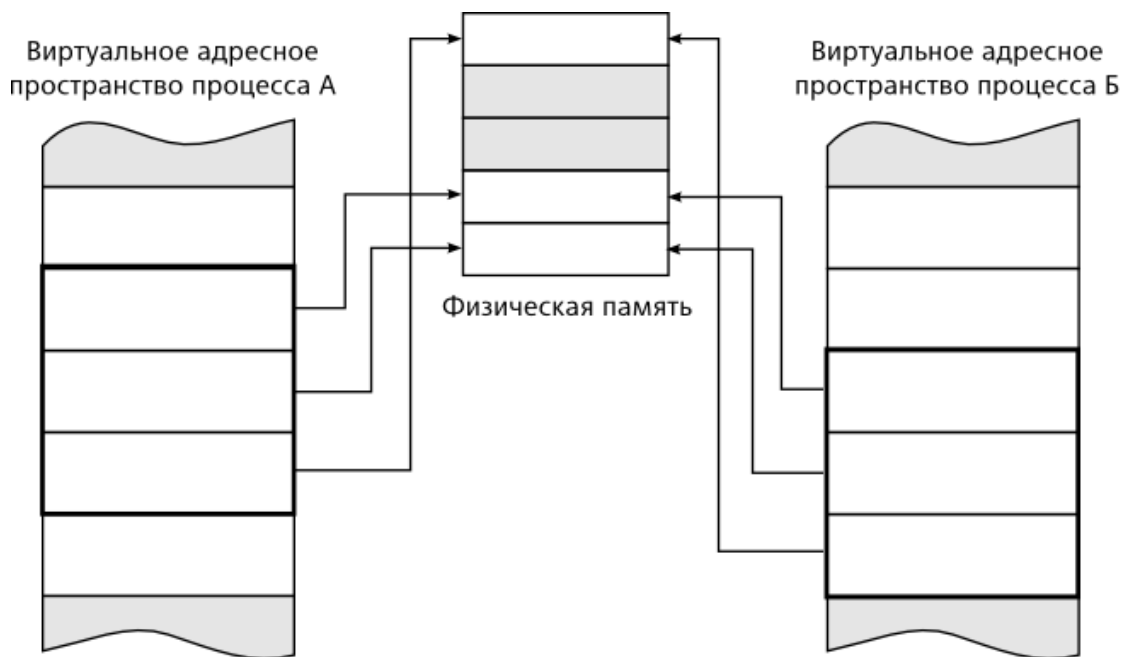 Виртуальное адресное
пространство процесса А
Виртуальное адресное
пространство процесса Б
Физическая память